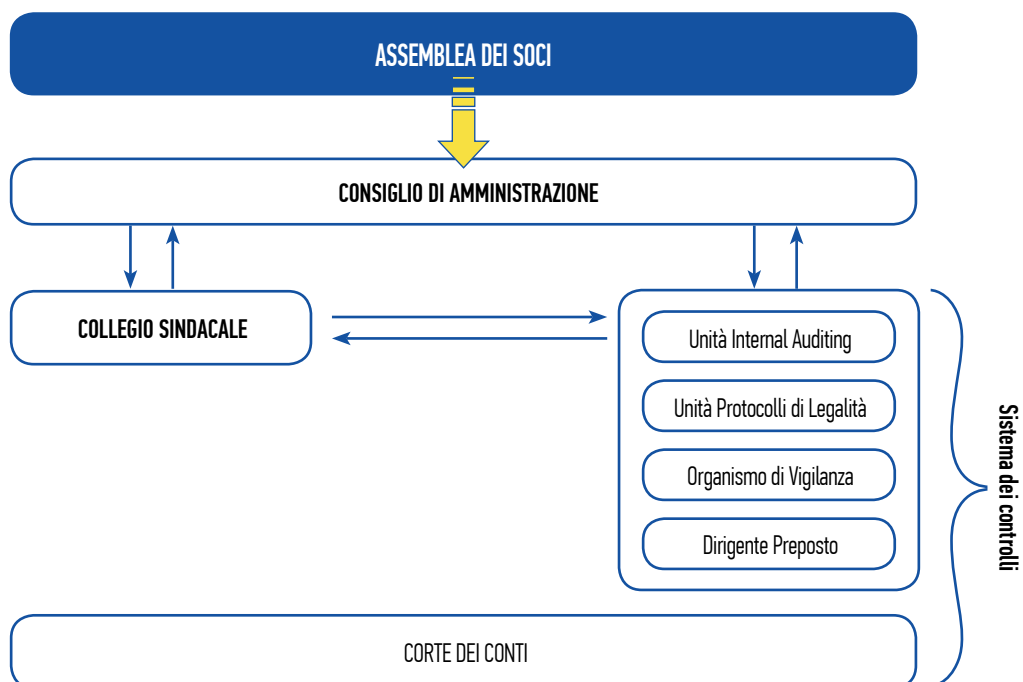 ASSEMBLEA DEI SOCI
CONSIGLIO DI AMMINISTRAZIONE
COLLEGIO SINDACALE
Unità Internal Auditing
Unità Protocolli di Legalità
Organismo di Vigilanza
Dirigente Preposto
Sistema dei controlli
CORTE DEI CONTI